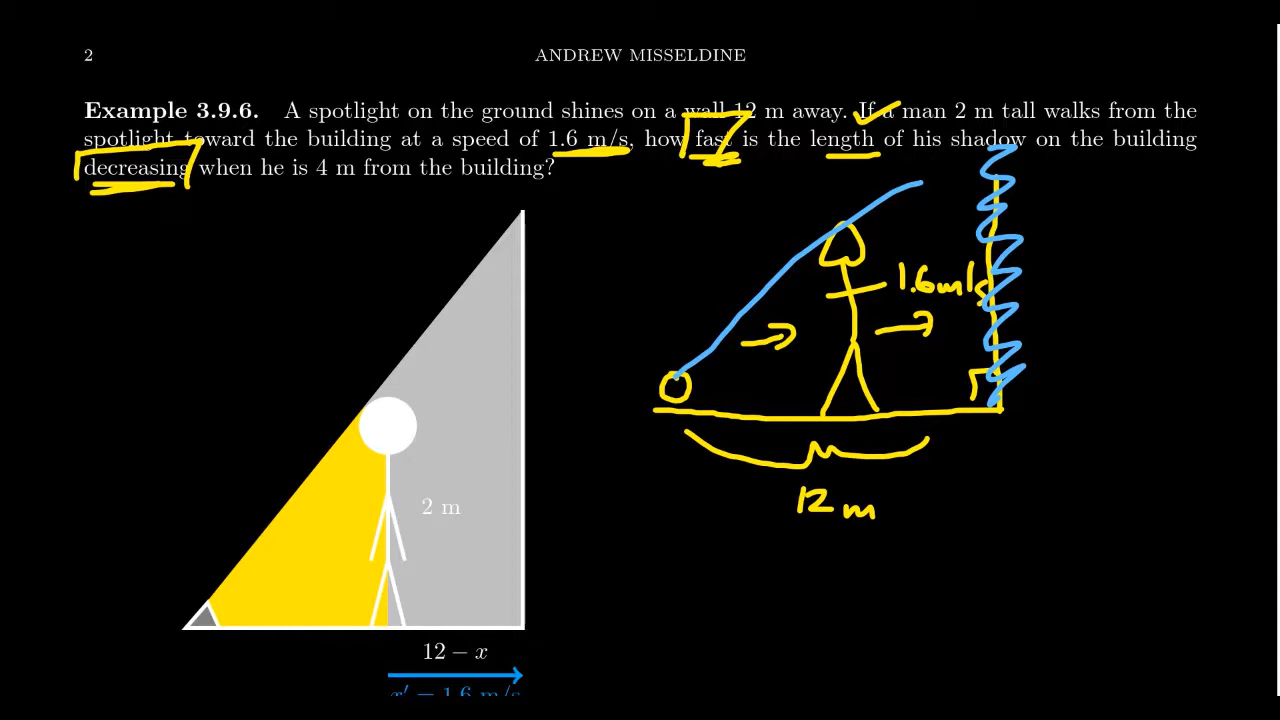 2 ANDREW MISSELDINE
Example 3.9.6. A spotlight on the ground shines on a wall 12 m away. If a man 2 m tall walks from the
spotlight toward the building at a speed of 1.6 m/s, how fast is the length of his shadow on the building
decreasing when he is 4 m from the building?
1.6m/s
2 m
12 m
12 − x
x′ = 1.6 m/s